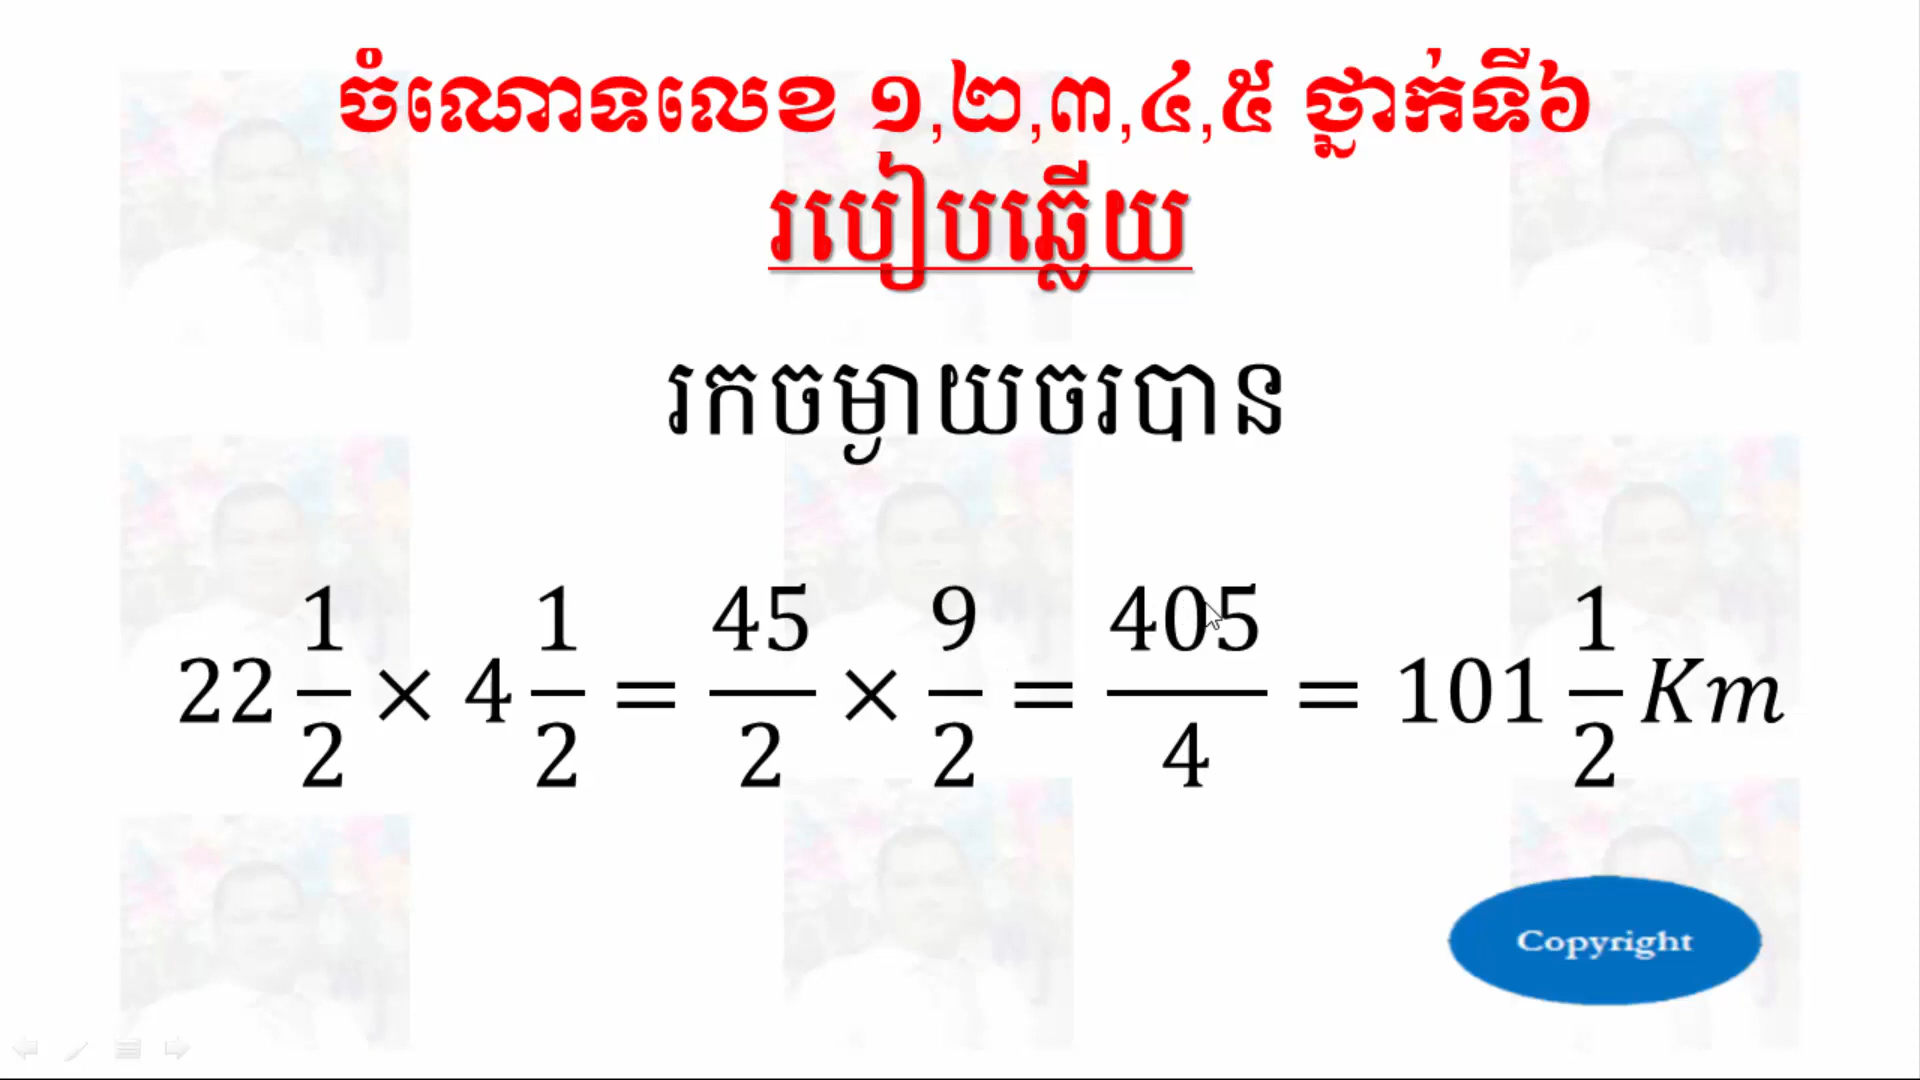 ចំណោទលេខ ១,២,៣,៤,៥ ថ្នាក់ទី៦
របៀបឆ្លើយ
រកចម្ងាយចរបាន
22 1/2 × 4 1/2 = 45/2 × 9/2 = 405/4 = 101 1/2 Km
Copyright